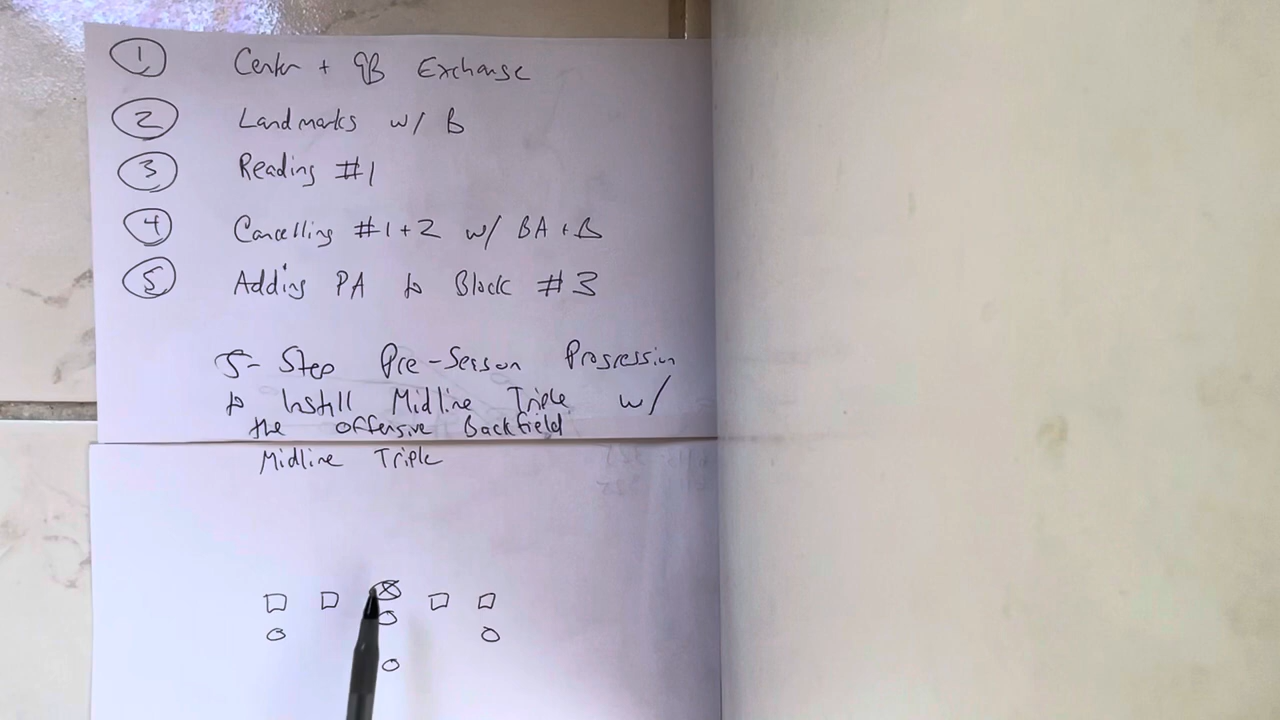 1 Center + QB Exchange
2 Landmarks w/ B
3 Reading #1
4 Cancelling #1+2 w/ BA + B
5 Adding PA to Block #3
5-Step Pre-Season Progression
to Install Midline Triple w/
the offensive Backfield
Midline Triple